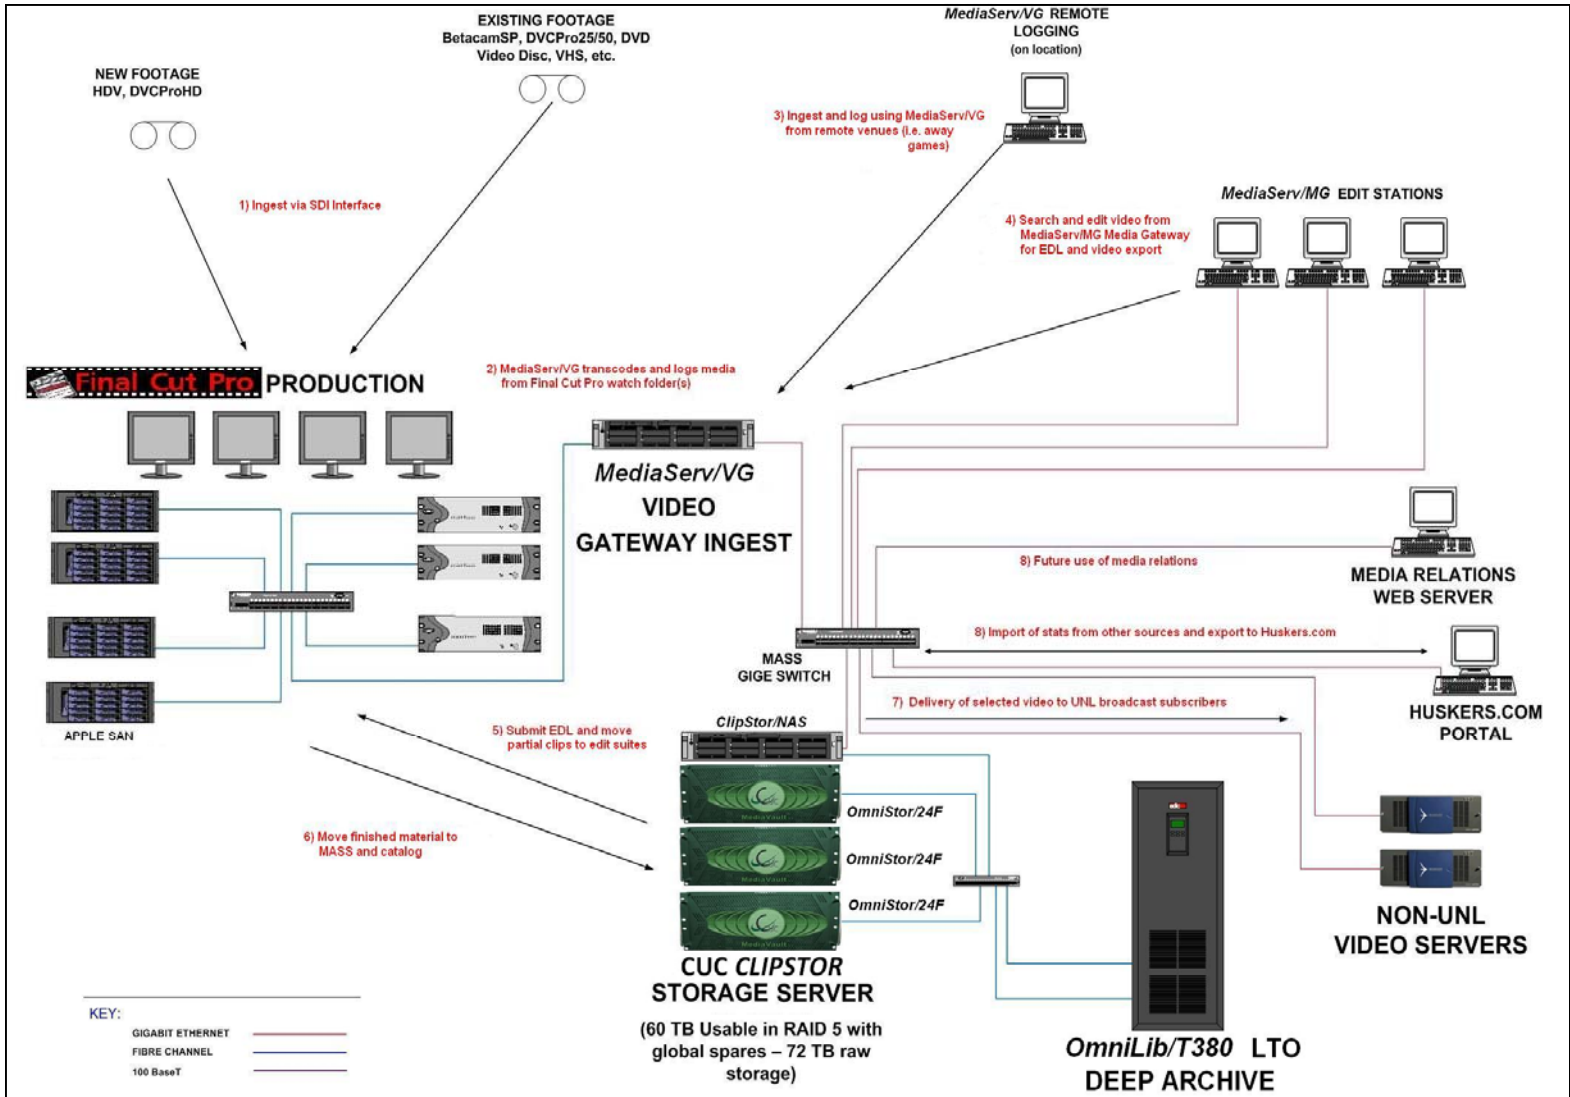 EXISTING FOOTAGE
BetacamSP, DVCPro25/50, DVD
Video Disc, VHS, etc.
MediaServ/VG REMOTE
LOGGING
(on location)
NEW FOOTAGE
HDV, DVCProHD
3) Ingest and log using MediaServ/VG
from remote venues (i.e. away
games)
1) Ingest via SDI Interface
MediaServ/MG EDIT STATIONS
4) Search and edit video from
MediaServ/MG Media Gateway
for EDL and video export
Final Cut Pro PRODUCTION
2) MediaServ/VG transcodes and logs media
from Final Cut Pro watch folder(s)
MediaServ/VG
VIDEO
GATEWAY INGEST
8) Future use of media relations
MEDIA RELATIONS
WEB SERVER
8) Import of stats from other sources and export to Huskers.com
MASS
GIGE SWITCH
7) Delivery of selected video to UNL broadcast subscribers
HUSKERS.COM
PORTAL
APPLE SAN
5) Submit EDL and move
partial clips to edit suites
ClipStor/NAS
6) Move finished material to
MASS and catalog
OmniStor/24F
MediaVault
OmniStor/24F
MediaVault
OmniStor/24F
MediaVault
NON-UNL
VIDEO SERVERS
CUC CLIPSTOR
STORAGE SERVER
(60 TB Usable in RAID 5 with
global spares – 72 TB raw
storage)
OmniLib/T380 LTO
DEEP ARCHIVE
KEY:
GIGABIT ETHERNET
FIBRE CHANNEL
100 BaseT